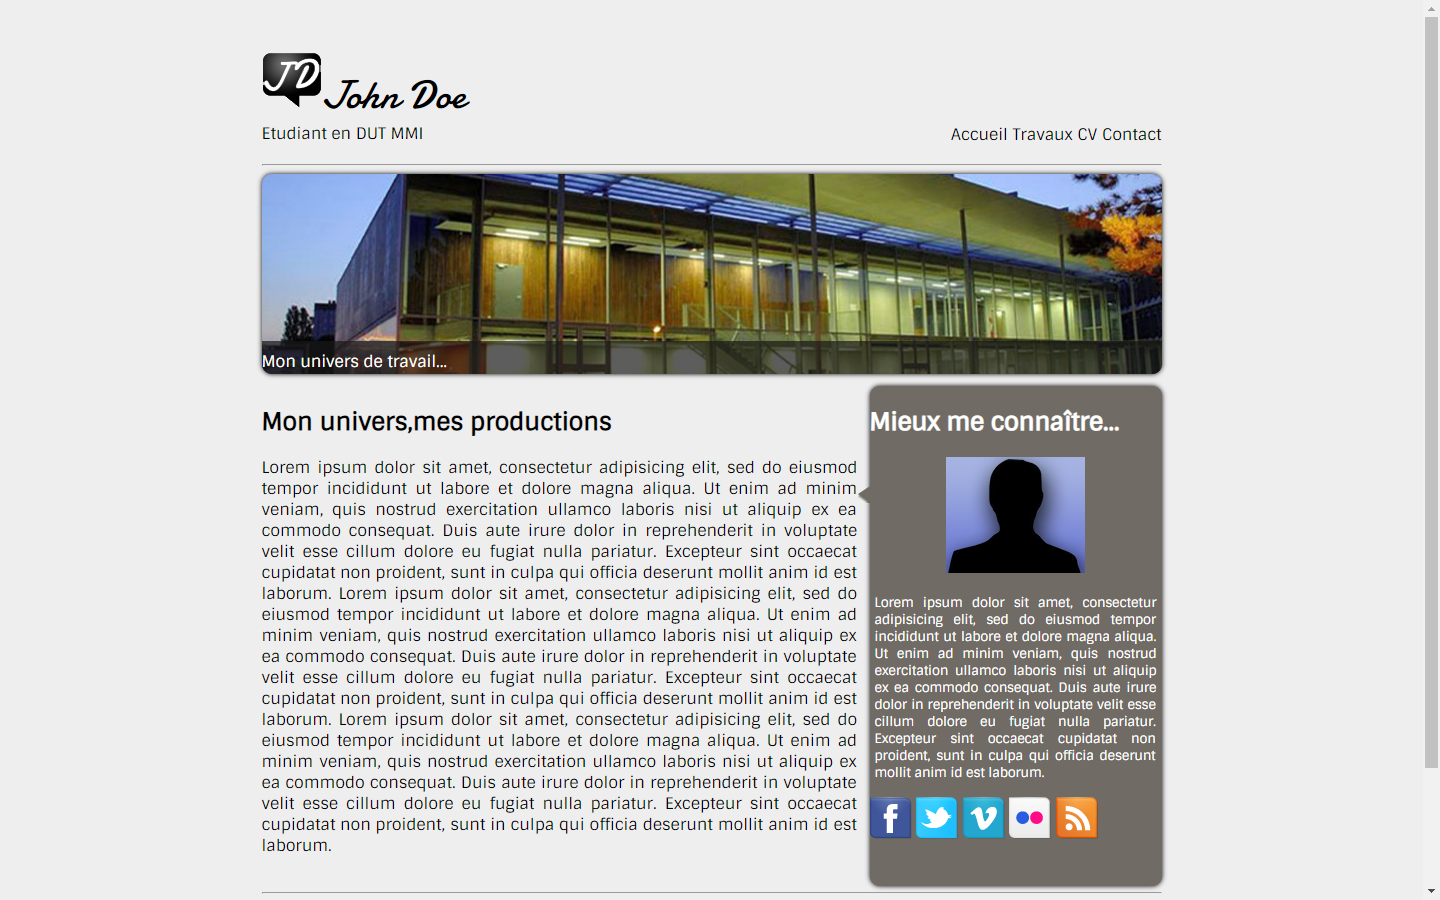 JD John Doe
Etudiant en DUT MMI
Accueil Travaux CV Contact
Mon univers de travail...
Mon univers,mes productions
Lorem ipsum dolor sit amet, consectetur adipisicing elit, sed do eiusmod
tempor incididunt ut labore et dolore magna aliqua. Ut enim ad minim
veniam, quis nostrud exercitation ullamco laboris nisi ut aliquip ex ea
commodo consequat. Duis aute irure dolor in reprehenderit in voluptate
velit esse cillum dolore eu fugiat nulla pariatur. Excepteur sint occaecat
cupidatat non proident, sunt in culpa qui officia deserunt mollit anim id est
laborum. Lorem ipsum dolor sit amet, consectetur adipisicing elit, sed do
eiusmod tempor incididunt ut labore et dolore magna aliqua. Ut enim ad
minim veniam, quis nostrud exercitation ullamco laboris nisi ut aliquip ex
ea commodo consequat. Duis aute irure dolor in reprehenderit in voluptate
velit esse cillum dolore eu fugiat nulla pariatur. Excepteur sint occaecat
cupidatat non proident, sunt in culpa qui officia deserunt mollit anim id est
laborum. Lorem ipsum dolor sit amet, consectetur adipisicing elit, sed do
eiusmod tempor incididunt ut labore et dolore magna aliqua. Ut enim ad
minim veniam, quis nostrud exercitation ullamco laboris nisi ut aliquip ex
ea commodo consequat. Duis aute irure dolor in reprehenderit in voluptate
velit esse cillum dolore eu fugiat nulla pariatur. Excepteur sint occaecat
cupidatat non proident, sunt in culpa qui officia deserunt mollit anim id est
laborum.
Mieux me connaître...
Lorem ipsum dolor sit amet, consectetur
adipisicing elit, sed do eiusmod tempor
incididunt ut labore et dolore magna aliqua.
Ut enim ad minim veniam, quis nostrud
exercitation ullamco laboris nisi ut aliquip
ex ea commodo consequat. Duis aute irure
dolor in reprehenderit in voluptate velit esse
cillum dolore eu fugiat nulla pariatur.
Excepteur sint occaecat cupidatat non
proident, sunt in culpa qui officia deserunt
mollit anim id est laborum.